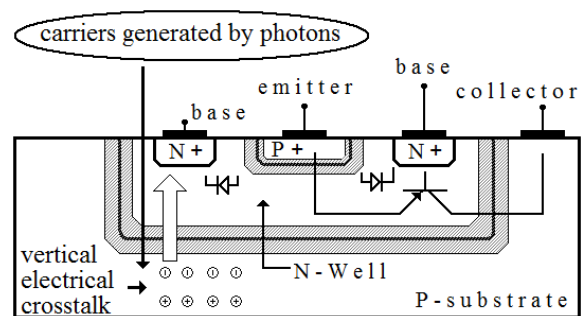 carriers generated by photons
base
emitter
base
collector
N+
P+
N+
vertical
electrical
crosstalk
N-Well
P-substrate